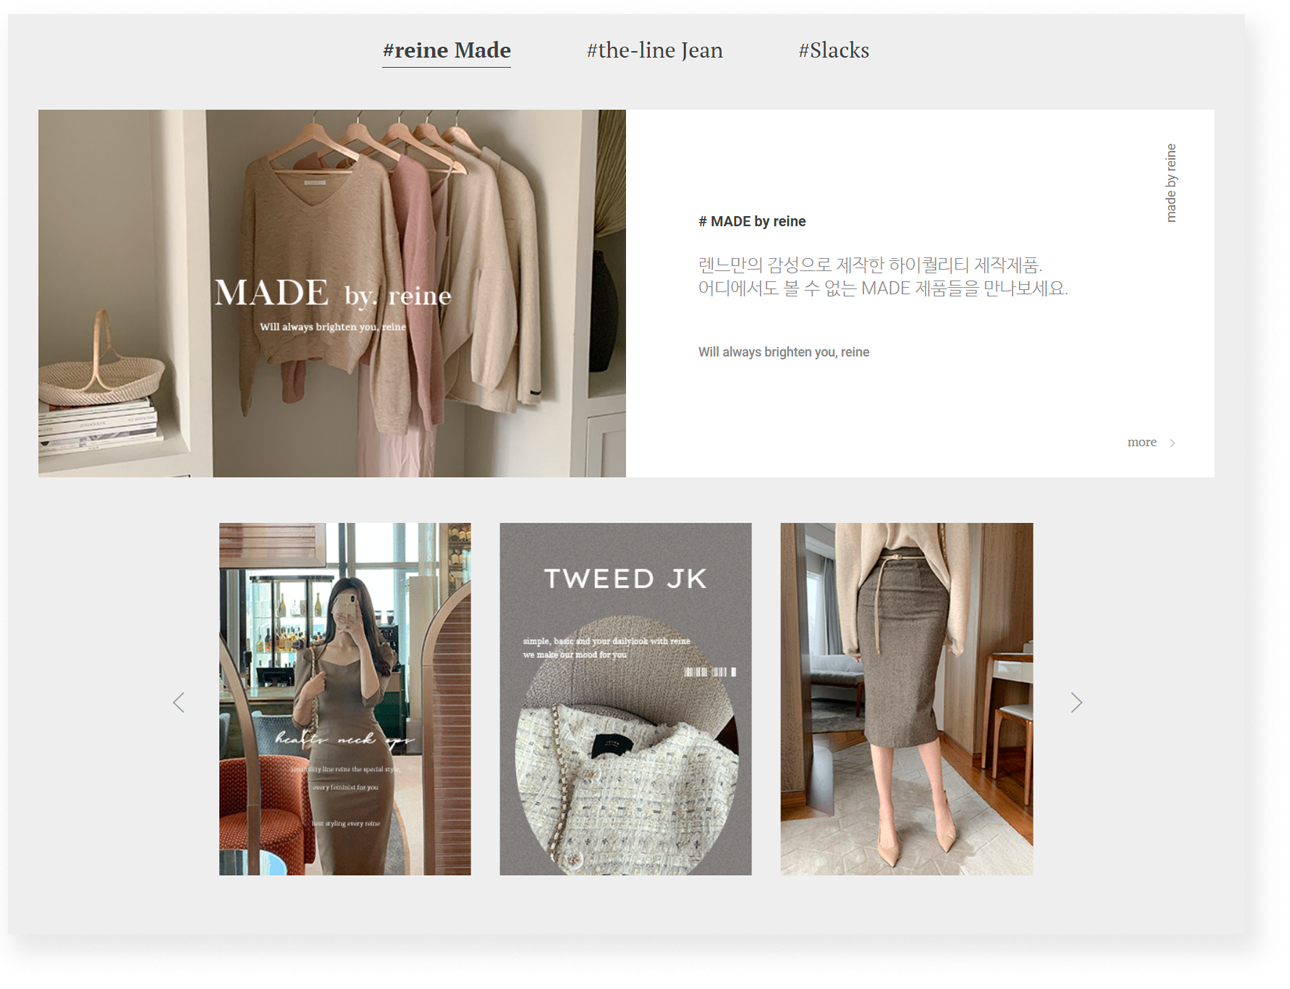 #reine Made
#the-line Jean
#Slacks
MADE by. reine
Will always brighten you, reine
made by reine
# MADE by reine
렌느만의 감성으로 제작한 하이퀄리티 제작제품.
어디에서도 볼 수 없는 MADE 제품들을 만나보세요.
Will always brighten you, reine
more
hearts neck ops
line reine the special style,
every feminist for you
best styling every reine
TWEED JK
simple, basic and your dailylook with reine
we make our mood for you